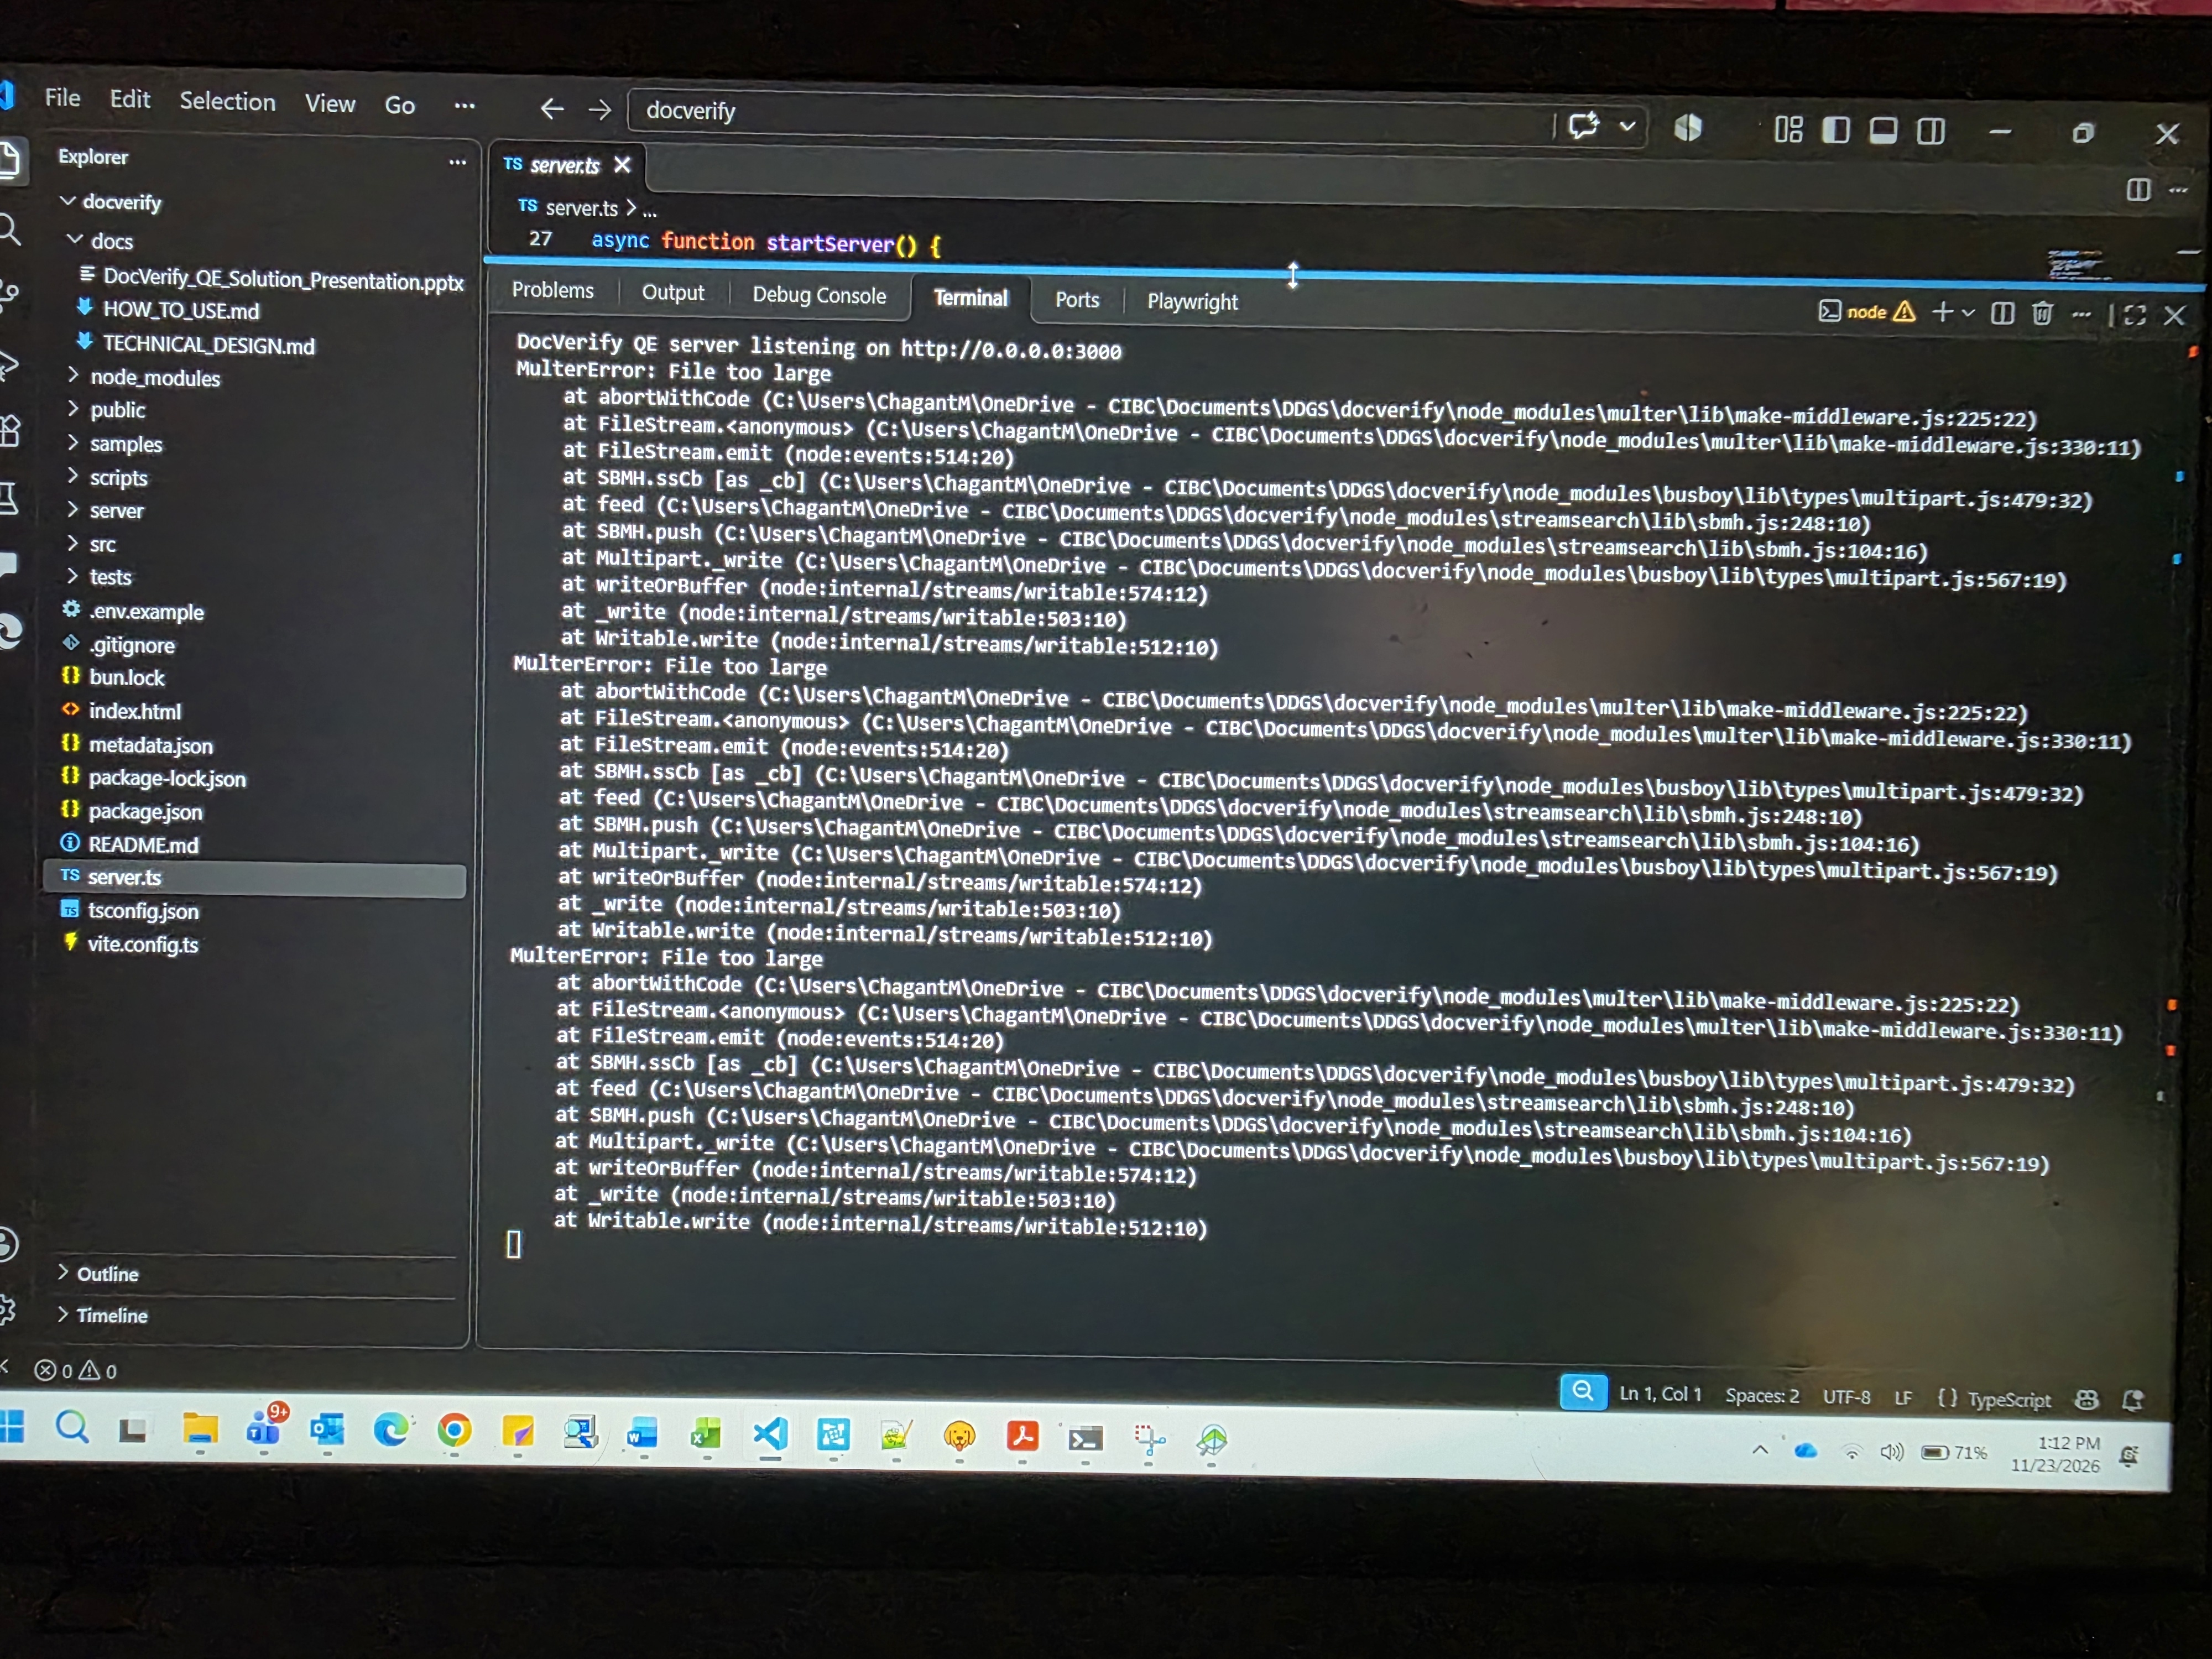 File Edit Selection View Go ...
docverify
Explorer ...
docverify
docs
DocVerify_QE_Solution_Presentation.pptx
HOW_TO_USE.md
TECHNICAL_DESIGN.md
node_modules
public
samples
scripts
server
src
tests
.env.example
.gitignore
bun.lock
index.html
metadata.json
package-lock.json
package.json
README.md
TS server.ts
tsconfig.json
vite.config.ts
Outline
Timeline
TS server.ts
TS server.ts > ...
27 async function startServer() {
Problems Output Debug Console Terminal Ports Playwright
node
DocVerify QE server listening on http://0.0.0.0:3000
MulterError: File too large
at abortWithCode (C:\Users\ChagantM\OneDrive - CIBC\Documents\DDGS\docverify\node_modules\multer\lib\make-middleware.js:225:22)
at FileStream.<anonymous> (C:\Users\ChagantM\OneDrive - CIBC\Documents\DDGS\docverify\node_modules\multer\lib\make-middleware.js:330:11)
at FileStream.emit (node:events:514:20)
at SBMH.ssCb [as _cb] (C:\Users\ChagantM\OneDrive - CIBC\Documents\DDGS\docverify\node_modules\busboy\lib\types\multipart.js:479:32)
at feed (C:\Users\ChagantM\OneDrive - CIBC\Documents\DDGS\docverify\node_modules\streamsearch\lib\sbmh.js:248:10)
at SBMH.push (C:\Users\ChagantM\OneDrive - CIBC\Documents\DDGS\docverify\node_modules\streamsearch\lib\sbmh.js:104:16)
at Multipart._write (C:\Users\ChagantM\OneDrive - CIBC\Documents\DDGS\docverify\node_modules\busboy\lib\types\multipart.js:567:19)
at writeOrBuffer (node:internal/streams/writable:574:12)
at _write (node:internal/streams/writable:503:10)
at Writable.write (node:internal/streams/writable:512:10)
MulterError: File too large
at abortWithCode (C:\Users\ChagantM\OneDrive - CIBC\Documents\DDGS\docverify\node_modules\multer\lib\make-middleware.js:225:22)
at FileStream.<anonymous> (C:\Users\ChagantM\OneDrive - CIBC\Documents\DDGS\docverify\node_modules\multer\lib\make-middleware.js:330:11)
at FileStream.emit (node:events:514:20)
at SBMH.ssCb [as _cb] (C:\Users\ChagantM\OneDrive - CIBC\Documents\DDGS\docverify\node_modules\busboy\lib\types\multipart.js:479:32)
at feed (C:\Users\ChagantM\OneDrive - CIBC\Documents\DDGS\docverify\node_modules\streamsearch\lib\sbmh.js:248:10)
at SBMH.push (C:\Users\ChagantM\OneDrive - CIBC\Documents\DDGS\docverify\node_modules\streamsearch\lib\sbmh.js:104:16)
at Multipart._write (C:\Users\ChagantM\OneDrive - CIBC\Documents\DDGS\docverify\node_modules\busboy\lib\types\multipart.js:567:19)
at writeOrBuffer (node:internal/streams/writable:574:12)
at _write (node:internal/streams/writable:503:10)
at Writable.write (node:internal/streams/writable:512:10)
MulterError: File too large
at abortWithCode (C:\Users\ChagantM\OneDrive - CIBC\Documents\DDGS\docverify\node_modules\multer\lib\make-middleware.js:225:22)
at FileStream.<anonymous> (C:\Users\ChagantM\OneDrive - CIBC\Documents\DDGS\docverify\node_modules\multer\lib\make-middleware.js:330:11)
at FileStream.emit (node:events:514:20)
at SBMH.ssCb [as _cb] (C:\Users\ChagantM\OneDrive - CIBC\Documents\DDGS\docverify\node_modules\busboy\lib\types\multipart.js:479:32)
at feed (C:\Users\ChagantM\OneDrive - CIBC\Documents\DDGS\docverify\node_modules\streamsearch\lib\sbmh.js:248:10)
at SBMH.push (C:\Users\ChagantM\OneDrive - CIBC\Documents\DDGS\docverify\node_modules\streamsearch\lib\sbmh.js:104:16)
at Multipart._write (C:\Users\ChagantM\OneDrive - CIBC\Documents\DDGS\docverify\node_modules\busboy\lib\types\multipart.js:567:19)
at writeOrBuffer (node:internal/streams/writable:574:12)
at _write (node:internal/streams/writable:503:10)
at Writable.write (node:internal/streams/writable:512:10)
0 0
Ln 1, Col 1 Spaces: 2 UTF-8 LF {} TypeScript
9+
71%
1:12 PM
11/23/2026